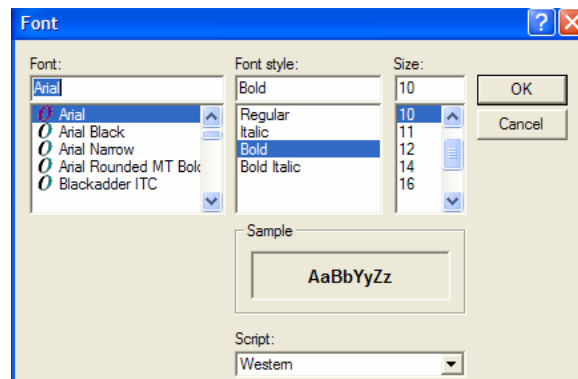 Font
Font:
Arial
Arial
Arial Black
Arial Narrow
Arial Rounded MT Bold
Blackadder ITC
Font style:
Bold
Regular
Italic
Bold
Bold Italic
Size:
10
10
11
12
14
16
OK
Cancel
Sample
AaBbYyZz
Script:
Western